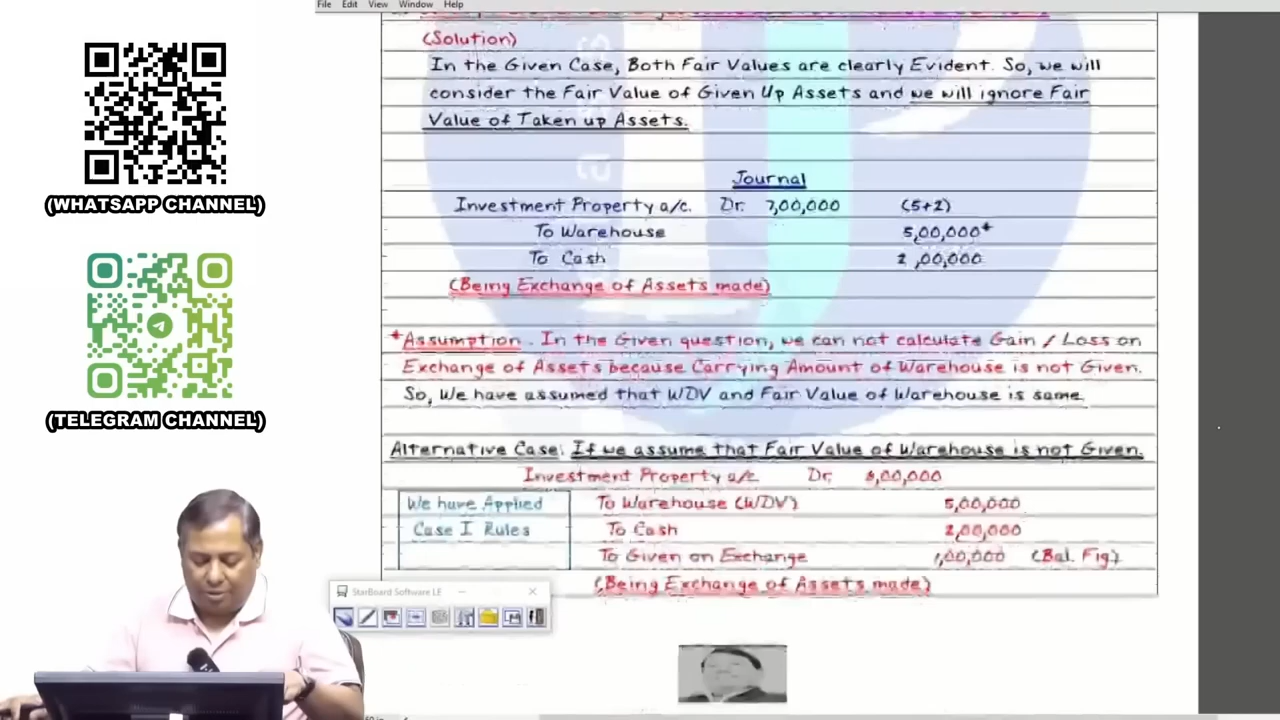 File Edit View Window Help
(Solution)
In the Given Case, Both Fair Values are clearly Evident. So, we will
consider the Fair Value of Given Up Assets and we will ignore Fair
Value of Taken up Assets.
Journal
Investment Property a/c. Dr. 7,00,000 (5+2)
To Warehouse 5,00,000*
To Cash 2,00,000
(Being Exchange of Assets made)
*Assumption. In the Given question, we can not calculate Gain / Loss on
Exchange of Assets because Carrying Amount of Warehouse is not Given.
So, We have assumed that WDV and Fair Value of Warehouse is same
Alternative Case: If we assume that Fair Value of Warehouse is not Given.
Investment Property a/c Dr. 8,00,000
We have Applied To Warehouse (WDV) 5,00,000
Case I Rules To Cash 2,00,000
To Given on Exchange 1,00,000 (Bal. Fig.)
(Being Exchange of Assets made)
StarBoard Software LE
(WHATSAPP CHANNEL)
(TELEGRAM CHANNEL)